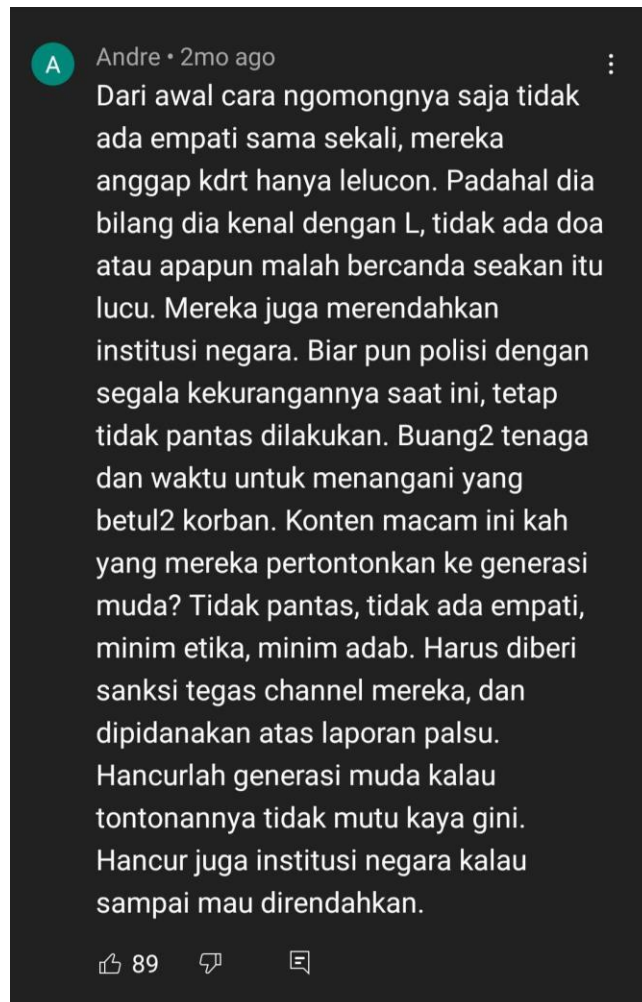 A
Andre • 2mo ago
Dari awal cara ngomongnya saja tidak
ada empati sama sekali, mereka
anggap kdrt hanya lelucon. Padahal dia
bilang dia kenal dengan L, tidak ada doa
atau apapun malah bercanda seakan itu
lucu. Mereka juga merendahkan
institusi negara. Biar pun polisi dengan
segala kekurangannya saat ini, tetap
tidak pantas dilakukan. Buang2 tenaga
dan waktu untuk menangani yang
betul2 korban. Konten macam ini kah
yang mereka pertontonkan ke generasi
muda? Tidak pantas, tidak ada empati,
minim etika, minim adab. Harus diberi
sanksi tegas channel mereka, dan
dipidanakan atas laporan palsu.
Hancurlah generasi muda kalau
tontonannya tidak mutu kaya gini.
Hancur juga institusi negara kalau
sampai mau direndahkan.
89